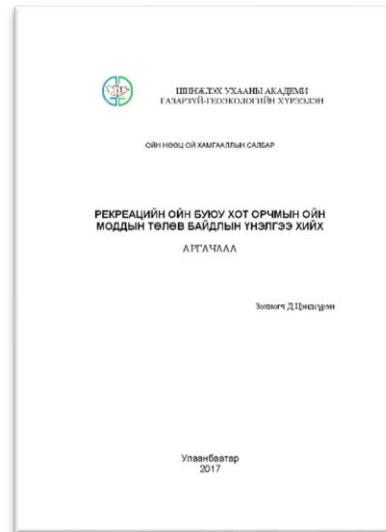 ШИНЖЛЭХ УХААНЫ АКАДЕМИ
ГАЗАРЗҮЙ-ГЕОЭКОЛОГИЙН ХҮРЭЭЛЭН
ОЙН НӨӨЦ ОЙ ХАМГААЛЛЫН САЛБАР
РЕКРЕАЦИЙН ОЙН БУЮУ ХОТ ОРЧМЫН ОЙН
МОДДЫН ТӨЛӨВ БАЙДЛЫН ҮНЭЛГЭЭ ХИЙХ
АРГАЧЛАЛ
Зохиогч Д.Цэндсүрэн
Улаанбаатар
2017